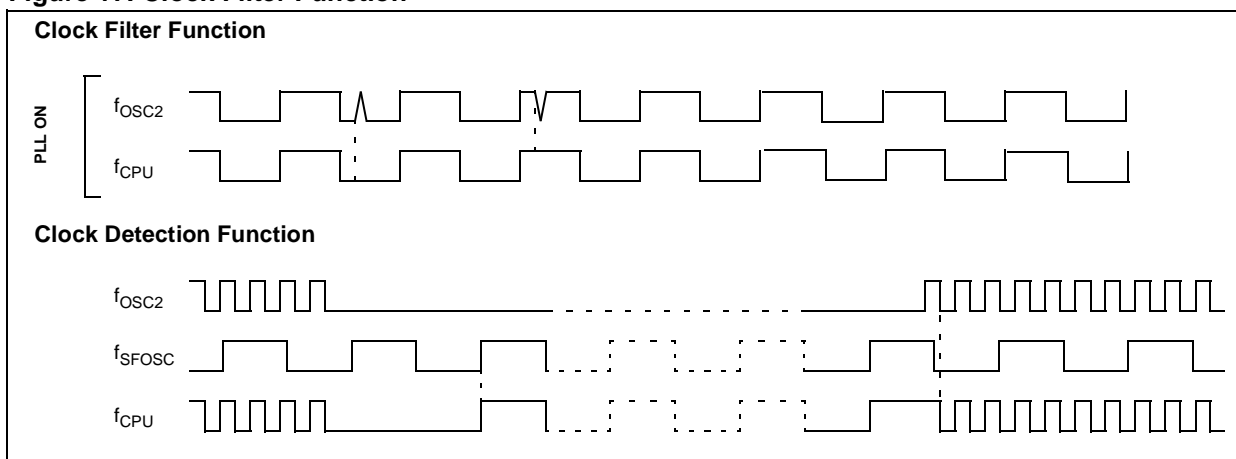 Clock Filter Function
PLL ON
fOSC2
fCPU
Clock Detection Function
fOSC2
fSFOSC
fCPU